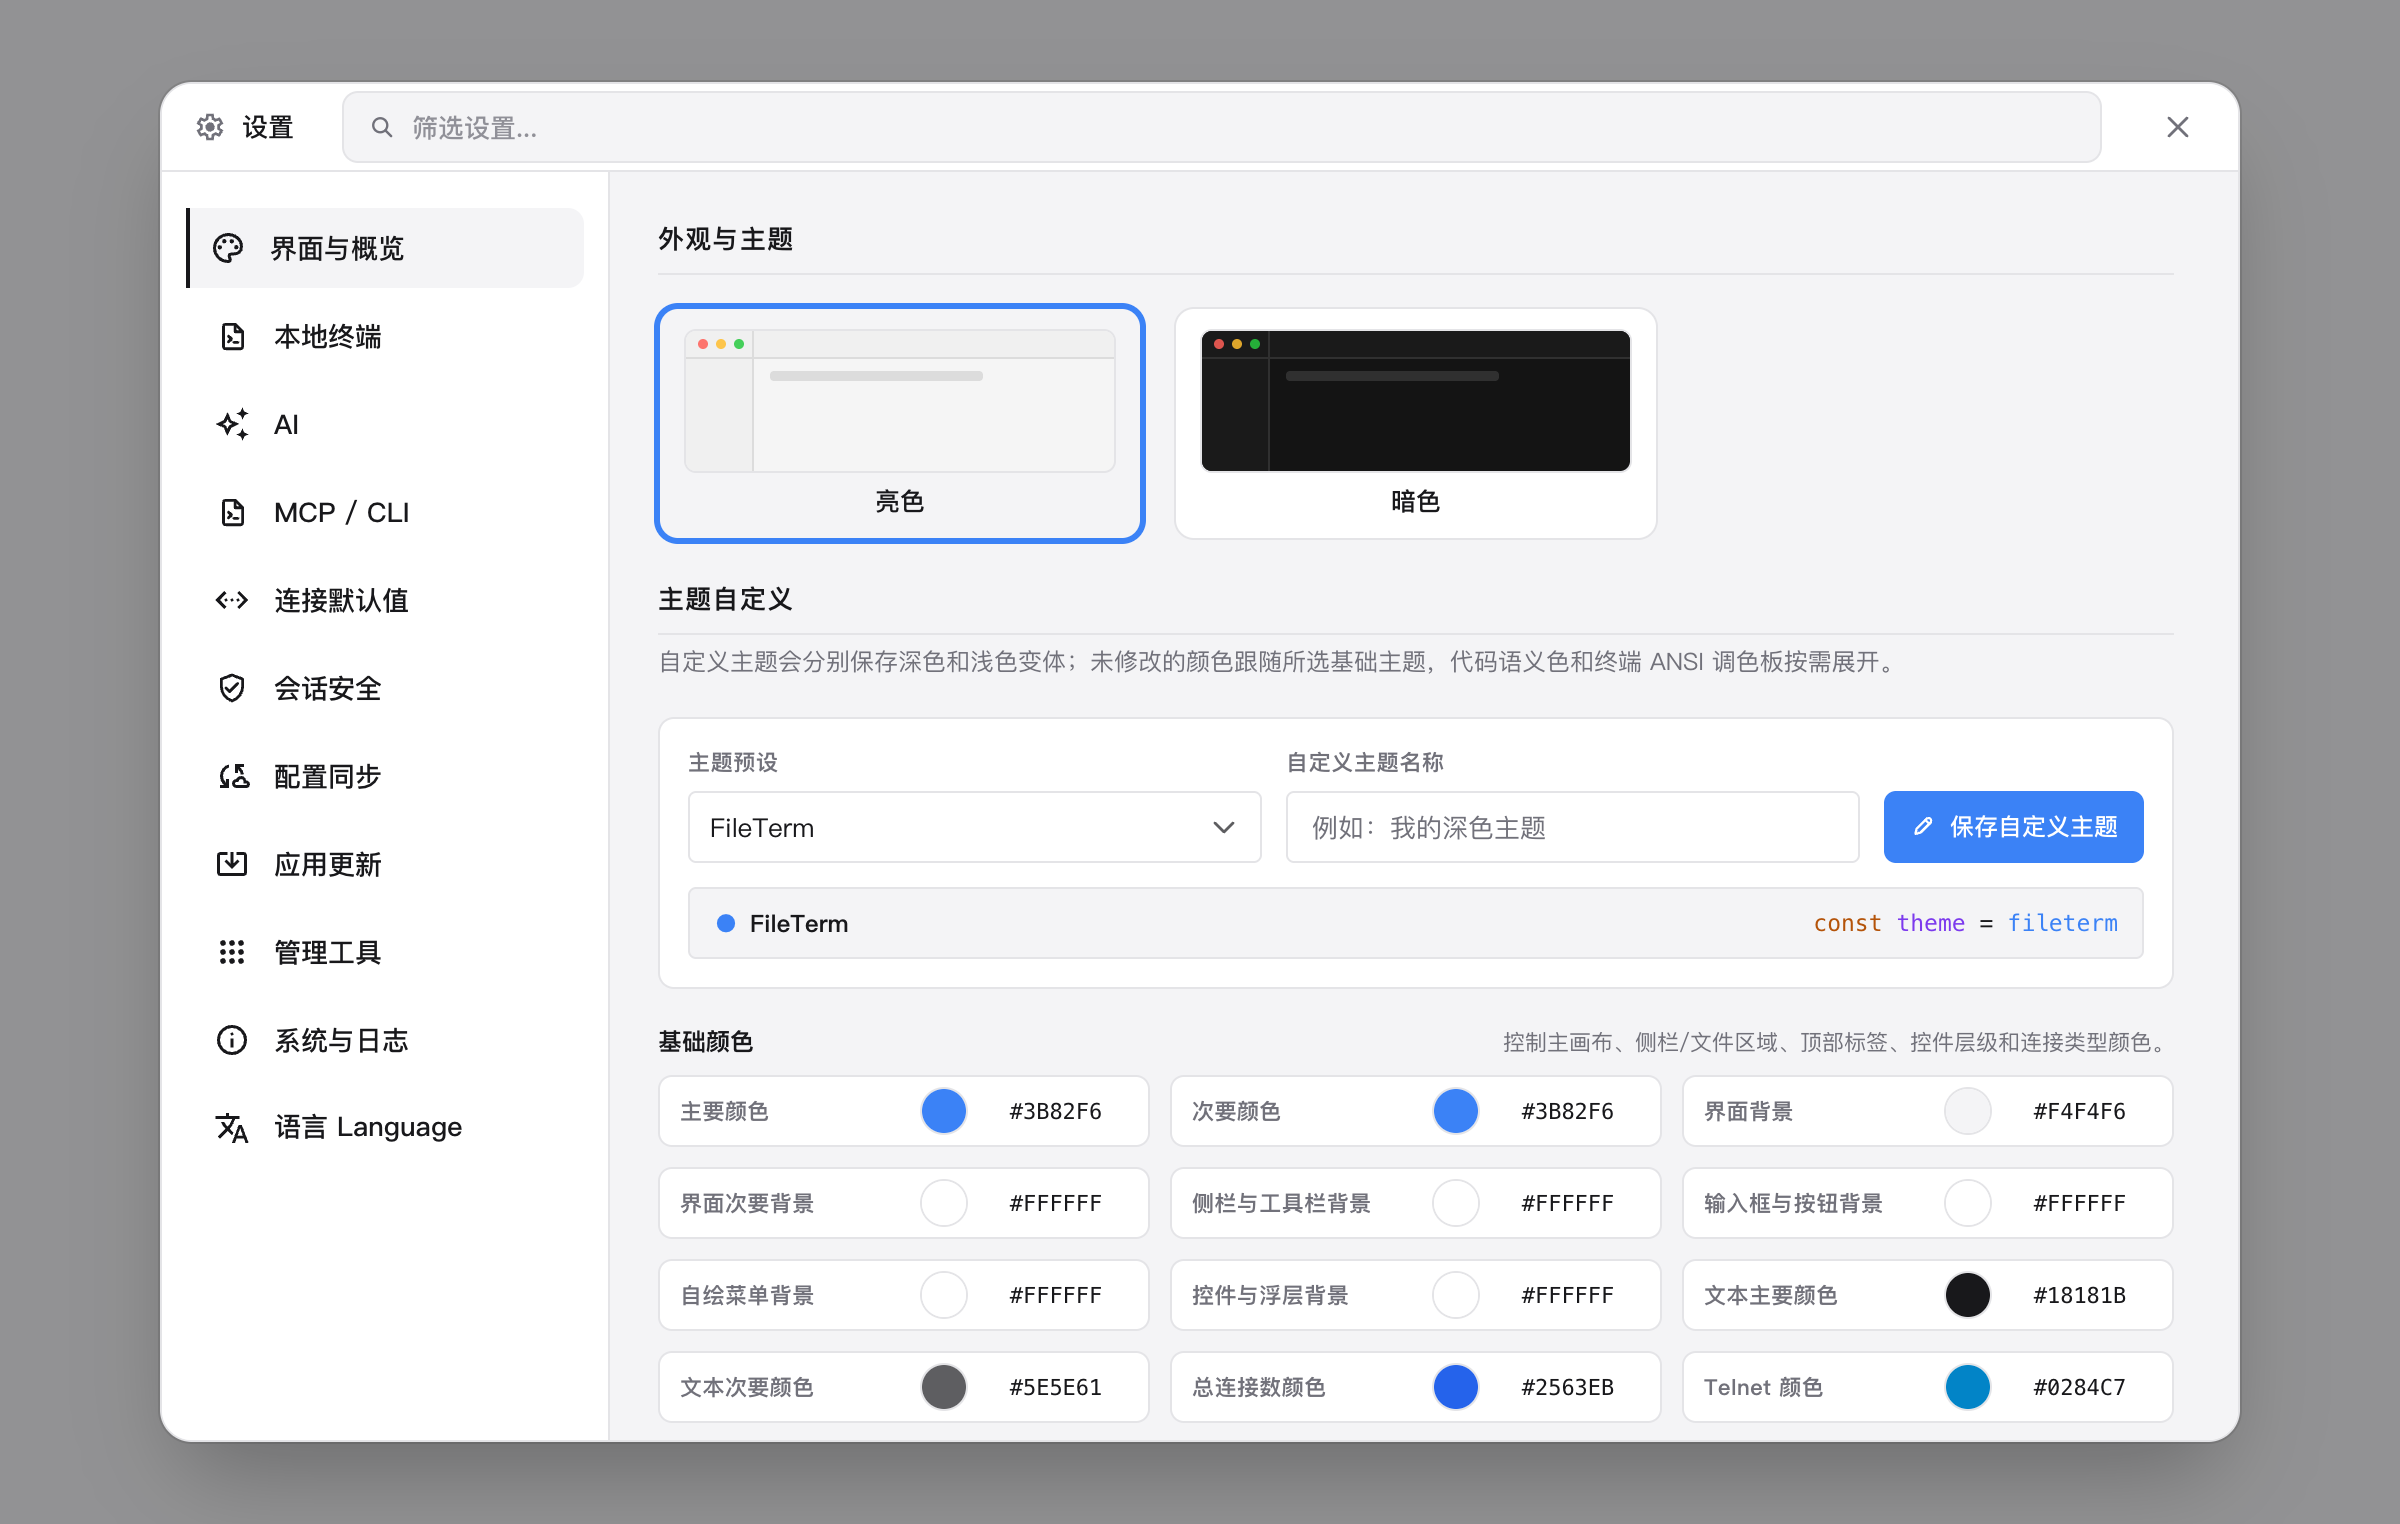 设置
筛选设置...
界面与概览
本地终端
AI
MCP / CLI
连接默认值
会话安全
配置同步
应用更新
管理工具
系统与日志
语言 Language
外观与主题
亮色
暗色
主题自定义
自定义主题会分别保存深色和浅色变体；未修改的颜色跟随所选基础主题，代码语义色和终端 ANSI 调色板按需展开。
主题预设
自定义主题名称
FileTerm
例如：我的深色主题
保存自定义主题
FileTerm
const theme = fileterm
基础颜色
控制主画布、侧栏/文件区域、顶部标签、控件层级和连接类型颜色。
主要颜色 #3B82F6
次要颜色 #3B82F6
界面背景 #F4F4F6
界面次要背景 #FFFFFF
侧栏与工具栏背景 #FFFFFF
输入框与按钮背景 #FFFFFF
自绘菜单背景 #FFFFFF
控件与浮层背景 #FFFFFF
文本主要颜色 #18181B
文本次要颜色 #5E5E61
总连接数颜色 #2563EB
Telnet 颜色 #0284C7